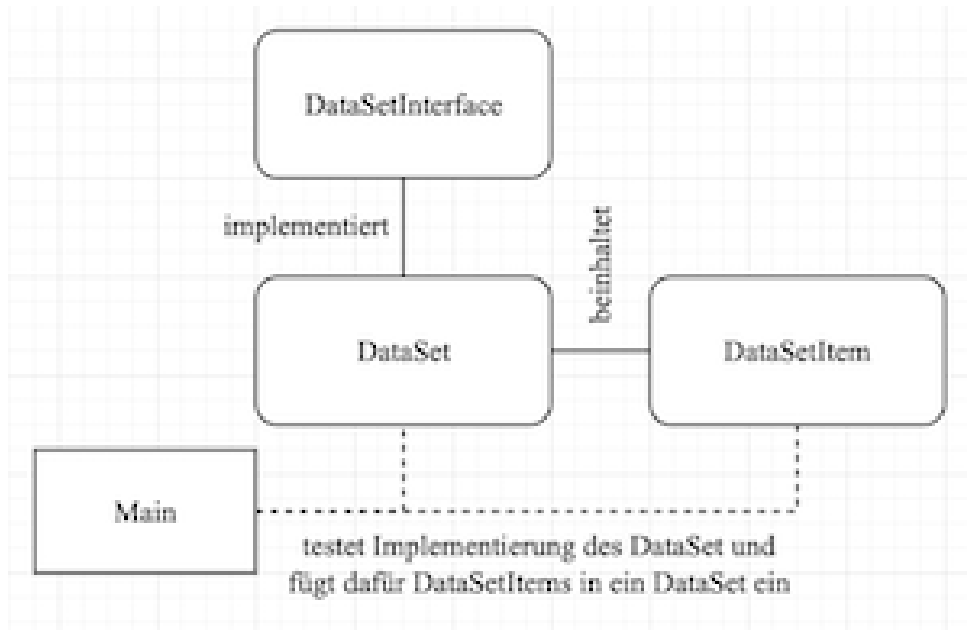 DataSetInterface
implementiert
beinhaltet
DataSet
DataSetItem
Main
testet Implementierung des DataSet und
fügt dafür DataSetItems in ein DataSet ein